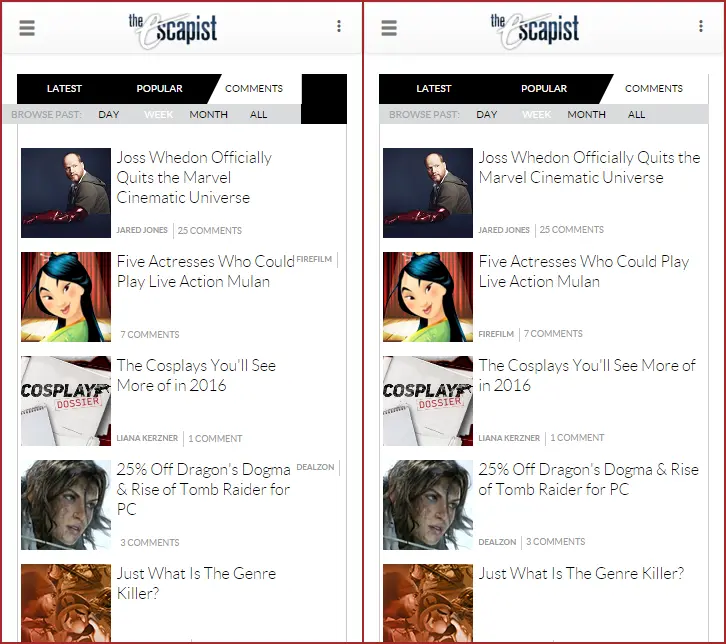 the Escapist
LATEST POPULAR COMMENTS
BROWSE PAST: DAY WEEK MONTH ALL
Joss Whedon Officially
Quits the Marvel
Cinematic Universe
JARED JONES 25 COMMENTS
Five Actresses Who Could FIREFILM
Play Live Action Mulan
7 COMMENTS
COSPLAY
DOSSIER
The Cosplays You'll See
More of in 2016
LIANA KERZNER 1 COMMENT
25% Off Dragon's Dogma DEALZON
& Rise of Tomb Raider for
PC
3 COMMENTS
Just What Is The Genre
Killer?
the Escapist
LATEST POPULAR COMMENTS
BROWSE PAST: DAY WEEK MONTH ALL
Joss Whedon Officially Quits the
Marvel Cinematic Universe
JARED JONES 25 COMMENTS
Five Actresses Who Could Play
Live Action Mulan
FIREFILM 7 COMMENTS
COSPLAY
DOSSIER
The Cosplays You'll See More of
in 2016
LIANA KERZNER 1 COMMENT
25% Off Dragon's Dogma & Rise
of Tomb Raider for PC
DEALZON 3 COMMENTS
Just What Is The Genre Killer?